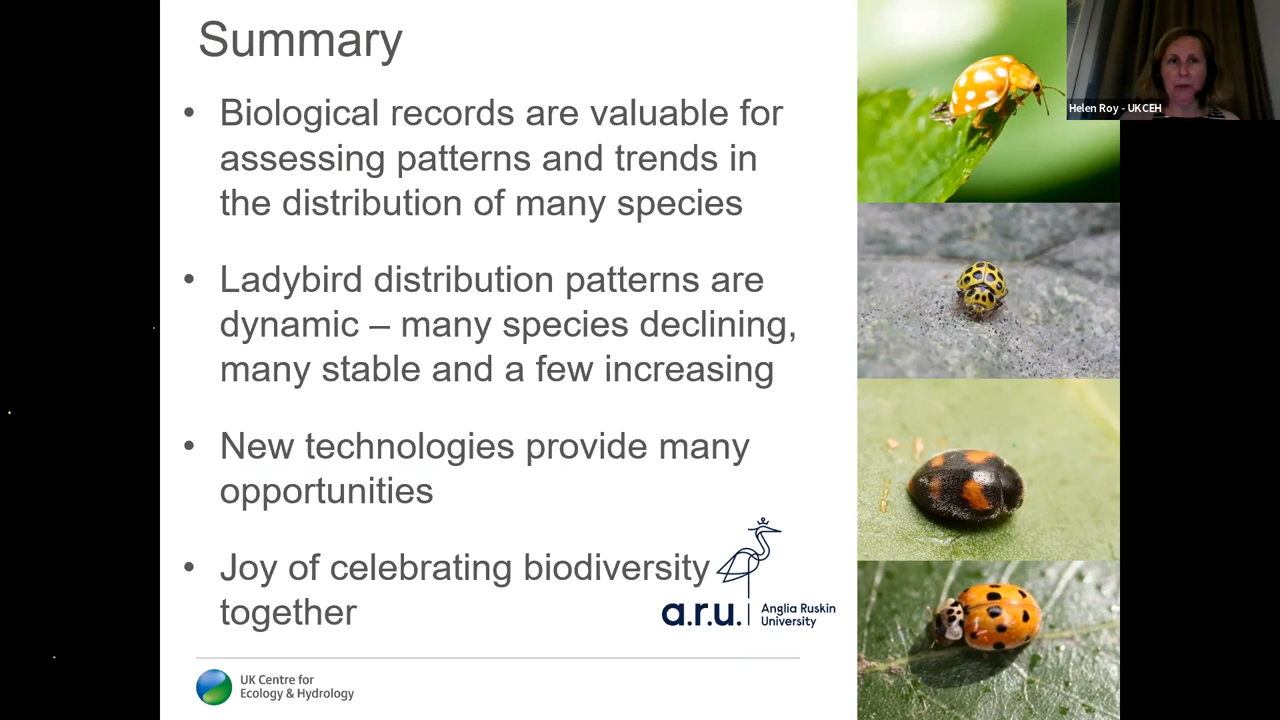 Summary
• Biological records are valuable for
assessing patterns and trends in
the distribution of many species
• Ladybird distribution patterns are
dynamic – many species declining,
many stable and a few increasing
• New technologies provide many
opportunities
• Joy of celebrating biodiversity
together
a.r.u.
Anglia Ruskin
University
UK Centre for
Ecology & Hydrology
Helen Roy - UKCEH